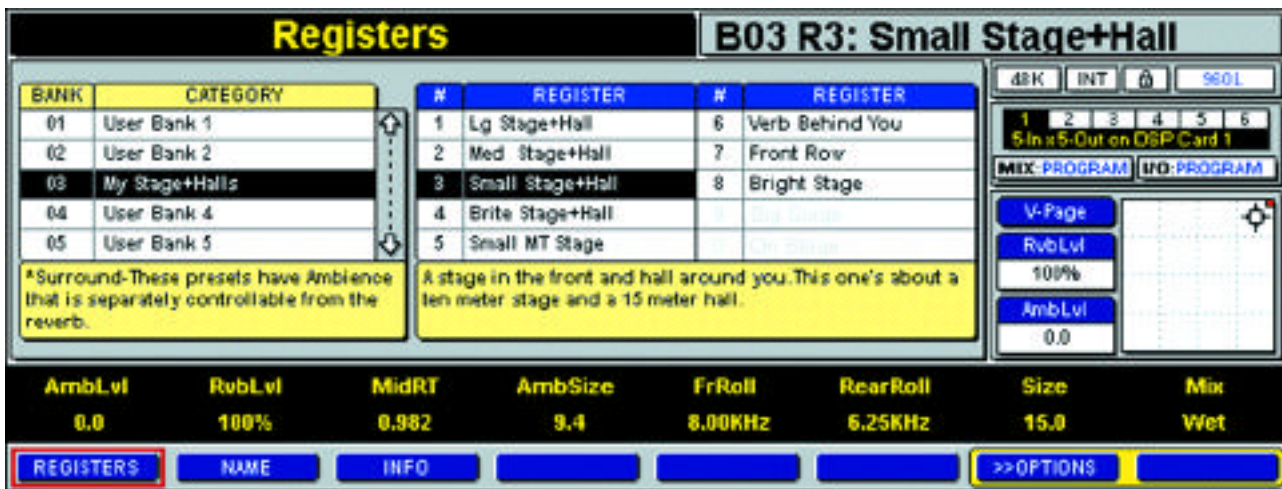 Registers
B03 R3: Small Stage+Hall
48K INT 960L
1 2 3 4 5 6
5-In x 5-Out on DSP Card 1
MIX:PROGRAM I/O:PROGRAM
BANK CATEGORY
01 User Bank 1
02 User Bank 2
03 My Stage+Halls
04 User Bank 4
05 User Bank 5
*Surround-These presets have Ambience
that is separately controllable from the
reverb.
# REGISTER # REGISTER
1 Lg Stage+Hall 6 Verb Behind You
2 Med Stage+Hall 7 Front Row
3 Small Stage+Hall 8 Bright Stage
4 Brite Stage+Hall
5 Small MT Stage
A stage in the front and hall around you.This one's about a
ten meter stage and a 15 meter hall.
V-Page
RvbLvl
100%
AmbLvl
0.0
AmbLvl RvbLvl MidRT AmbSize FrRoll RearRoll Size Mix
0.0 100% 0.982 9.4 8.00KHz 6.25KHz 15.0 Wet
REGISTERS NAME INFO >>OPTIONS